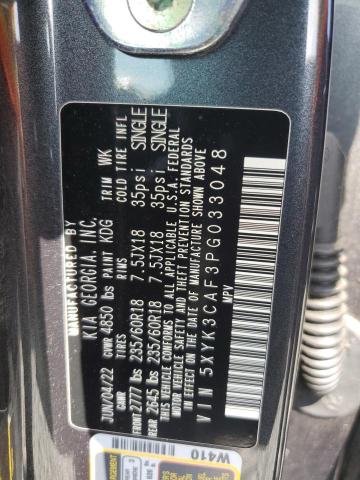 MANUFACTURED BY
KIA GEORGIA, INC.
JUN/04/22 GVWR 4850 lbs PAINT KDG TRIM WK
GAWR TIRES RIMS COLD TIRE INFL
FRONT 2777 lbs 235/60R18 7.5JX18 35psi SINGLE
REAR 2645 lbs 235/60R18 7.5JX18 35psi SINGLE
THIS VEHICLE CONFORMS TO ALL APPLICABLE U.S.A. FEDERAL
MOTOR VEHICLE SAFETY AND THEFT PREVENTION STANDARDS
IN EFFECT ON THE DATE OF MANUFACTURE SHOWN ABOVE
VIN 5XYK3CAF3PG033048
MPV
W410